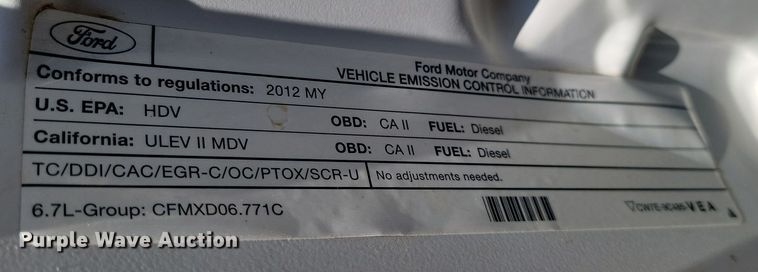 Ford
Ford Motor Company
VEHICLE EMISSION CONTROL INFORMATION
Conforms to regulations: 2012 MY
U.S. EPA: HDV OBD: CA II FUEL: Diesel
California: ULEV II MDV OBD: CA II FUEL: Diesel
TC/DDI/CAC/EGR-C/OC/PTOX/SCR-U No adjustments needed.
6.7L-Group: CFMXD06.771C VEA
Purple Wave Auction